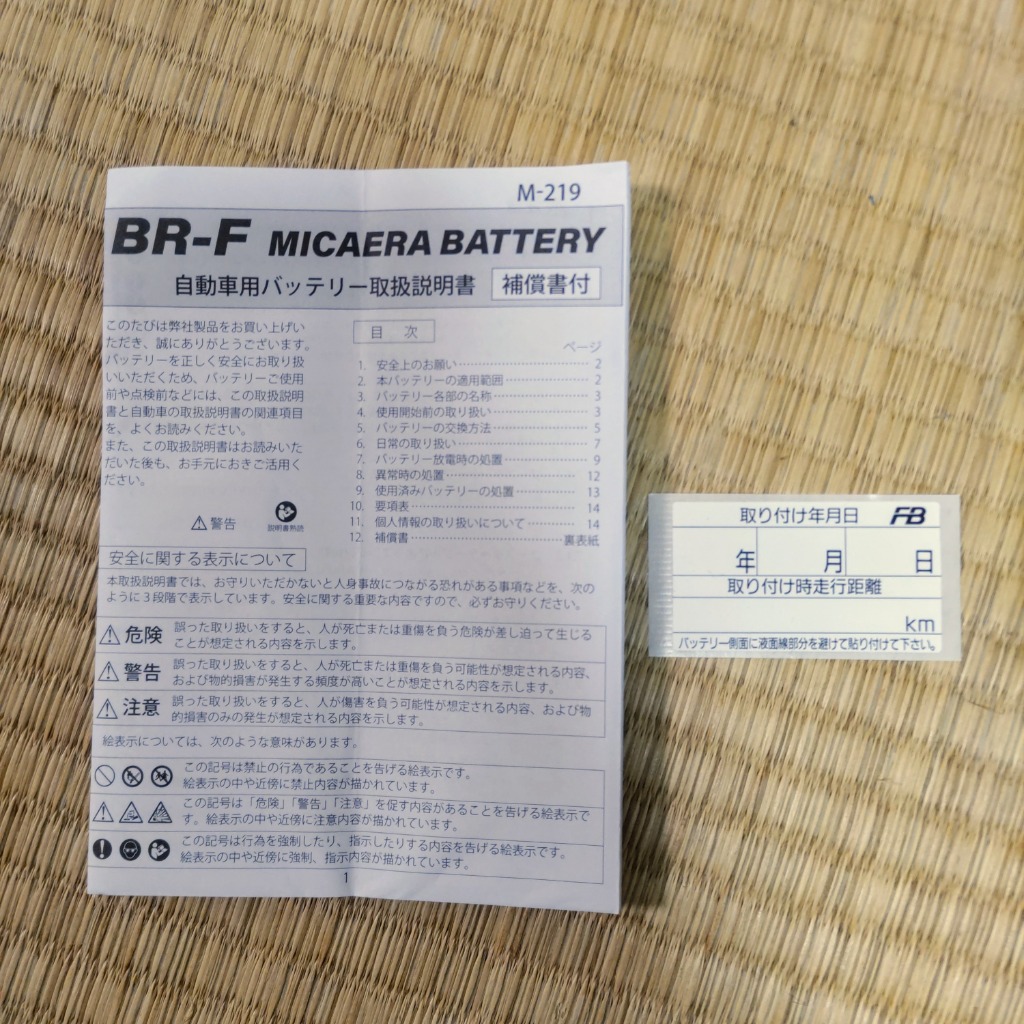 M-219
BR-F MICAERA BATTERY
自動車用バッテリー取扱説明書 補償書付
このたびは弊社製品をお買い上げい
ただき、誠にありがとうございます。
バッテリーを正しく安全にお取り扱
いいただくため、バッテリーご使用
前や点検前などには、この取扱説明
書と自動車の取扱説明書の関連項目
を、よくお読みください。
また、この取扱説明書はお読みいた
だいた後も、お手元におきご活用く
ださい。
警告 説明書熟読
目 次
ページ
1. 安全上のお願い 2
2. 本バッテリーの適用範囲 2
3. バッテリー各部の名称 3
4. 使用開始前の取り扱い 3
5. バッテリーの交換方法 5
6. 日常の取り扱い 7
7. バッテリー放電時の処置 9
8. 異常時の処置 12
9. 使用済みバッテリーの処置 13
10. 要項表 14
11. 個人情報の取り扱いについて 14
12. 補償書 裏表紙
安全に関する表示について
本取扱説明書では、お守りいただかないと人身事故につながる恐れがある事項などを、次の
ように3段階で表示しています。安全に関する重要な内容ですので、必ずお守りください。
危険 誤った取り扱いをすると、人が死亡または重傷を負う危険が差し迫って生じる
ことが想定される内容を示します。
警告 誤った取り扱いをすると、人が死亡または重傷を負う可能性が想定される内容、
および物的損害が発生する頻度が高いことが想定される内容を示します。
注意 誤った取り扱いをすると、人が傷害を負う可能性が想定される内容、および物
的損害のみの発生が想定される内容を示します。
絵表示については、次のような意味があります。
この記号は禁止の行為であることを告げる絵表示です。
絵表示の中や近傍に禁止内容が描かれています。
この記号は「危険」「警告」「注意」を促す内容があることを告げる絵表示で
す。絵表示の中や近傍に注意内容が描かれています。
この記号は行為を強制したり、指示したりする内容を告げる絵表示です。
絵表示の中や近傍に強制、指示内容が描かれています。
1
取り付け年月日 FB
年 月 日
取り付け時走行距離
km
バッテリー側面に液面線部分を避けて貼り付けて下さい。